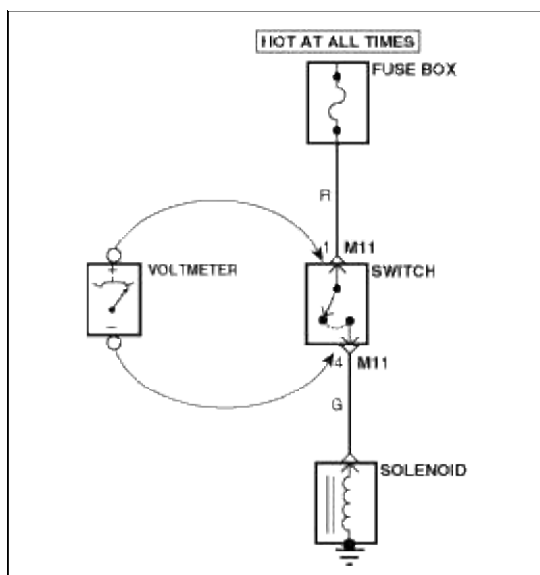 HOT AT ALL TIMES
FUSE BOX
R
1 M11
VOLTMETER
+
SWITCH
−
4 M11
G
SOLENOID